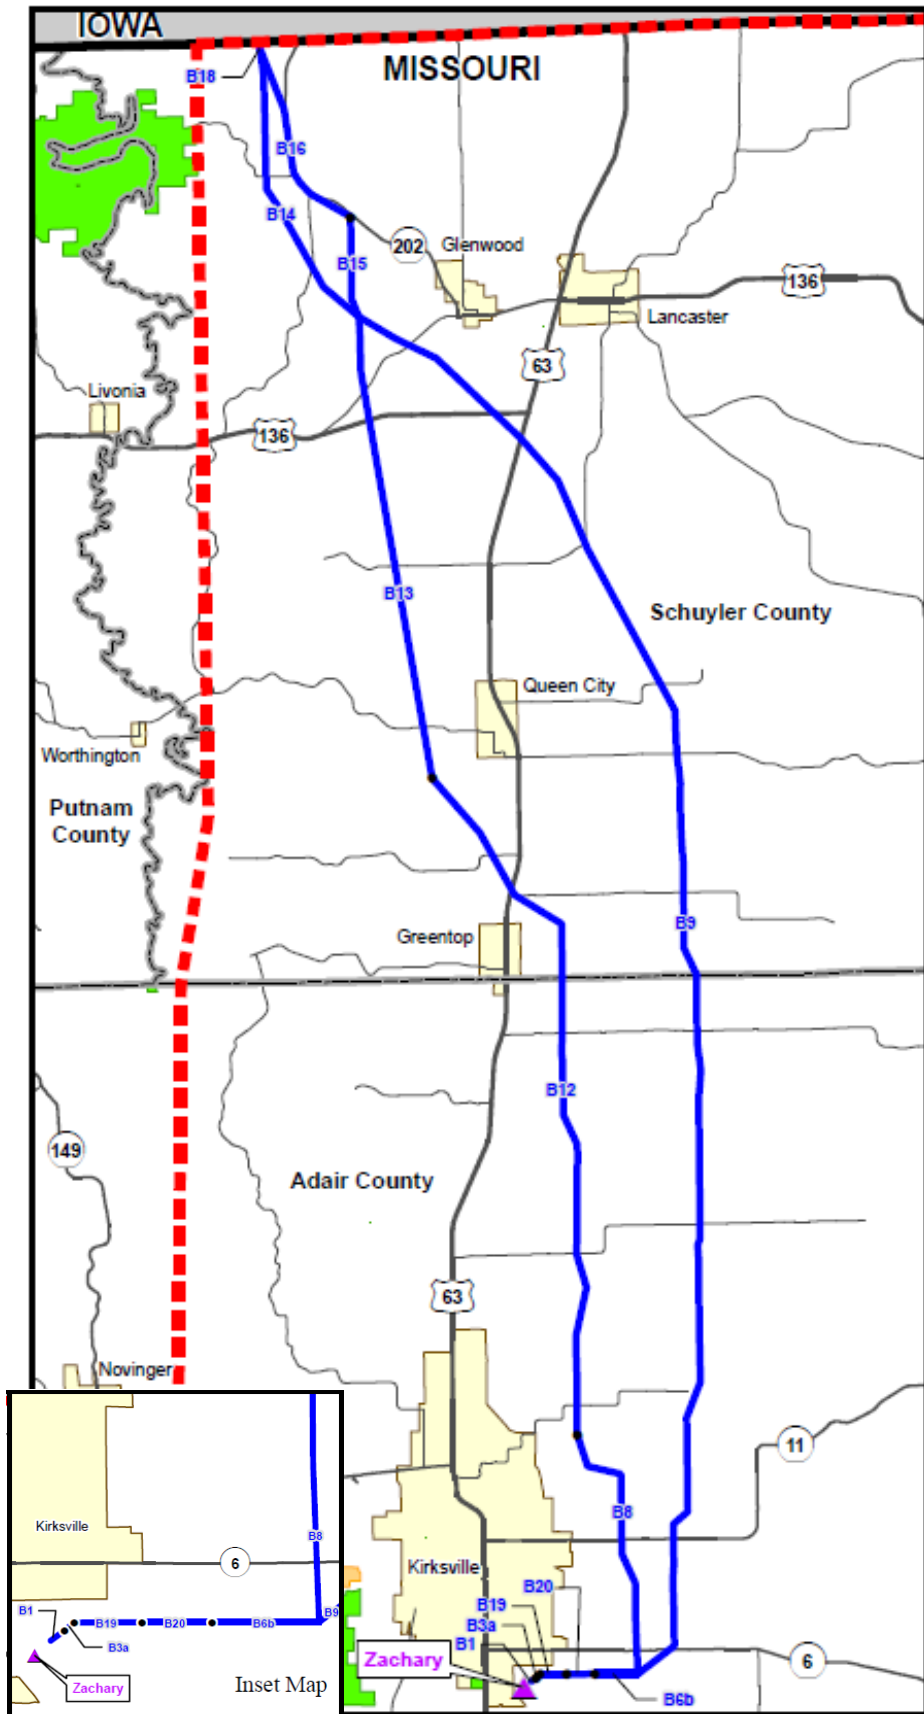 IOWA
MISSOURI
B18
B16
B14
202
Glenwood
B15
136
Lancaster
63
Livonia
136
B13
Schuyler County
Queen City
Worthington
Putnam
County
B9
Greentop
B12
149
Adair County
63
Novinger
11
B8
Kirksville
B20
B19
B3a
B1
Zachary
6
B6b
Kirksville
B8
6
B1
B19
B20
B6b
B9
B3a
Zachary
Inset Map